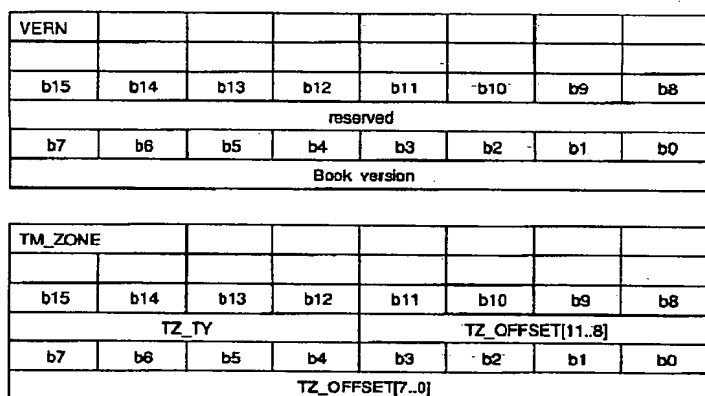 VERN
b15 b14 b13 b12 b11 b10 b9 b8
reserved
b7 b6 b5 b4 b3 b2 b1 b0
Book version
TM_ZONE
b15 b14 b13 b12 b11 b10 b9 b8
TZ_TY TZ_OFFSET[11..8]
b7 b6 b5 b4 b3 b2 b1 b0
TZ_OFFSET[7..0]